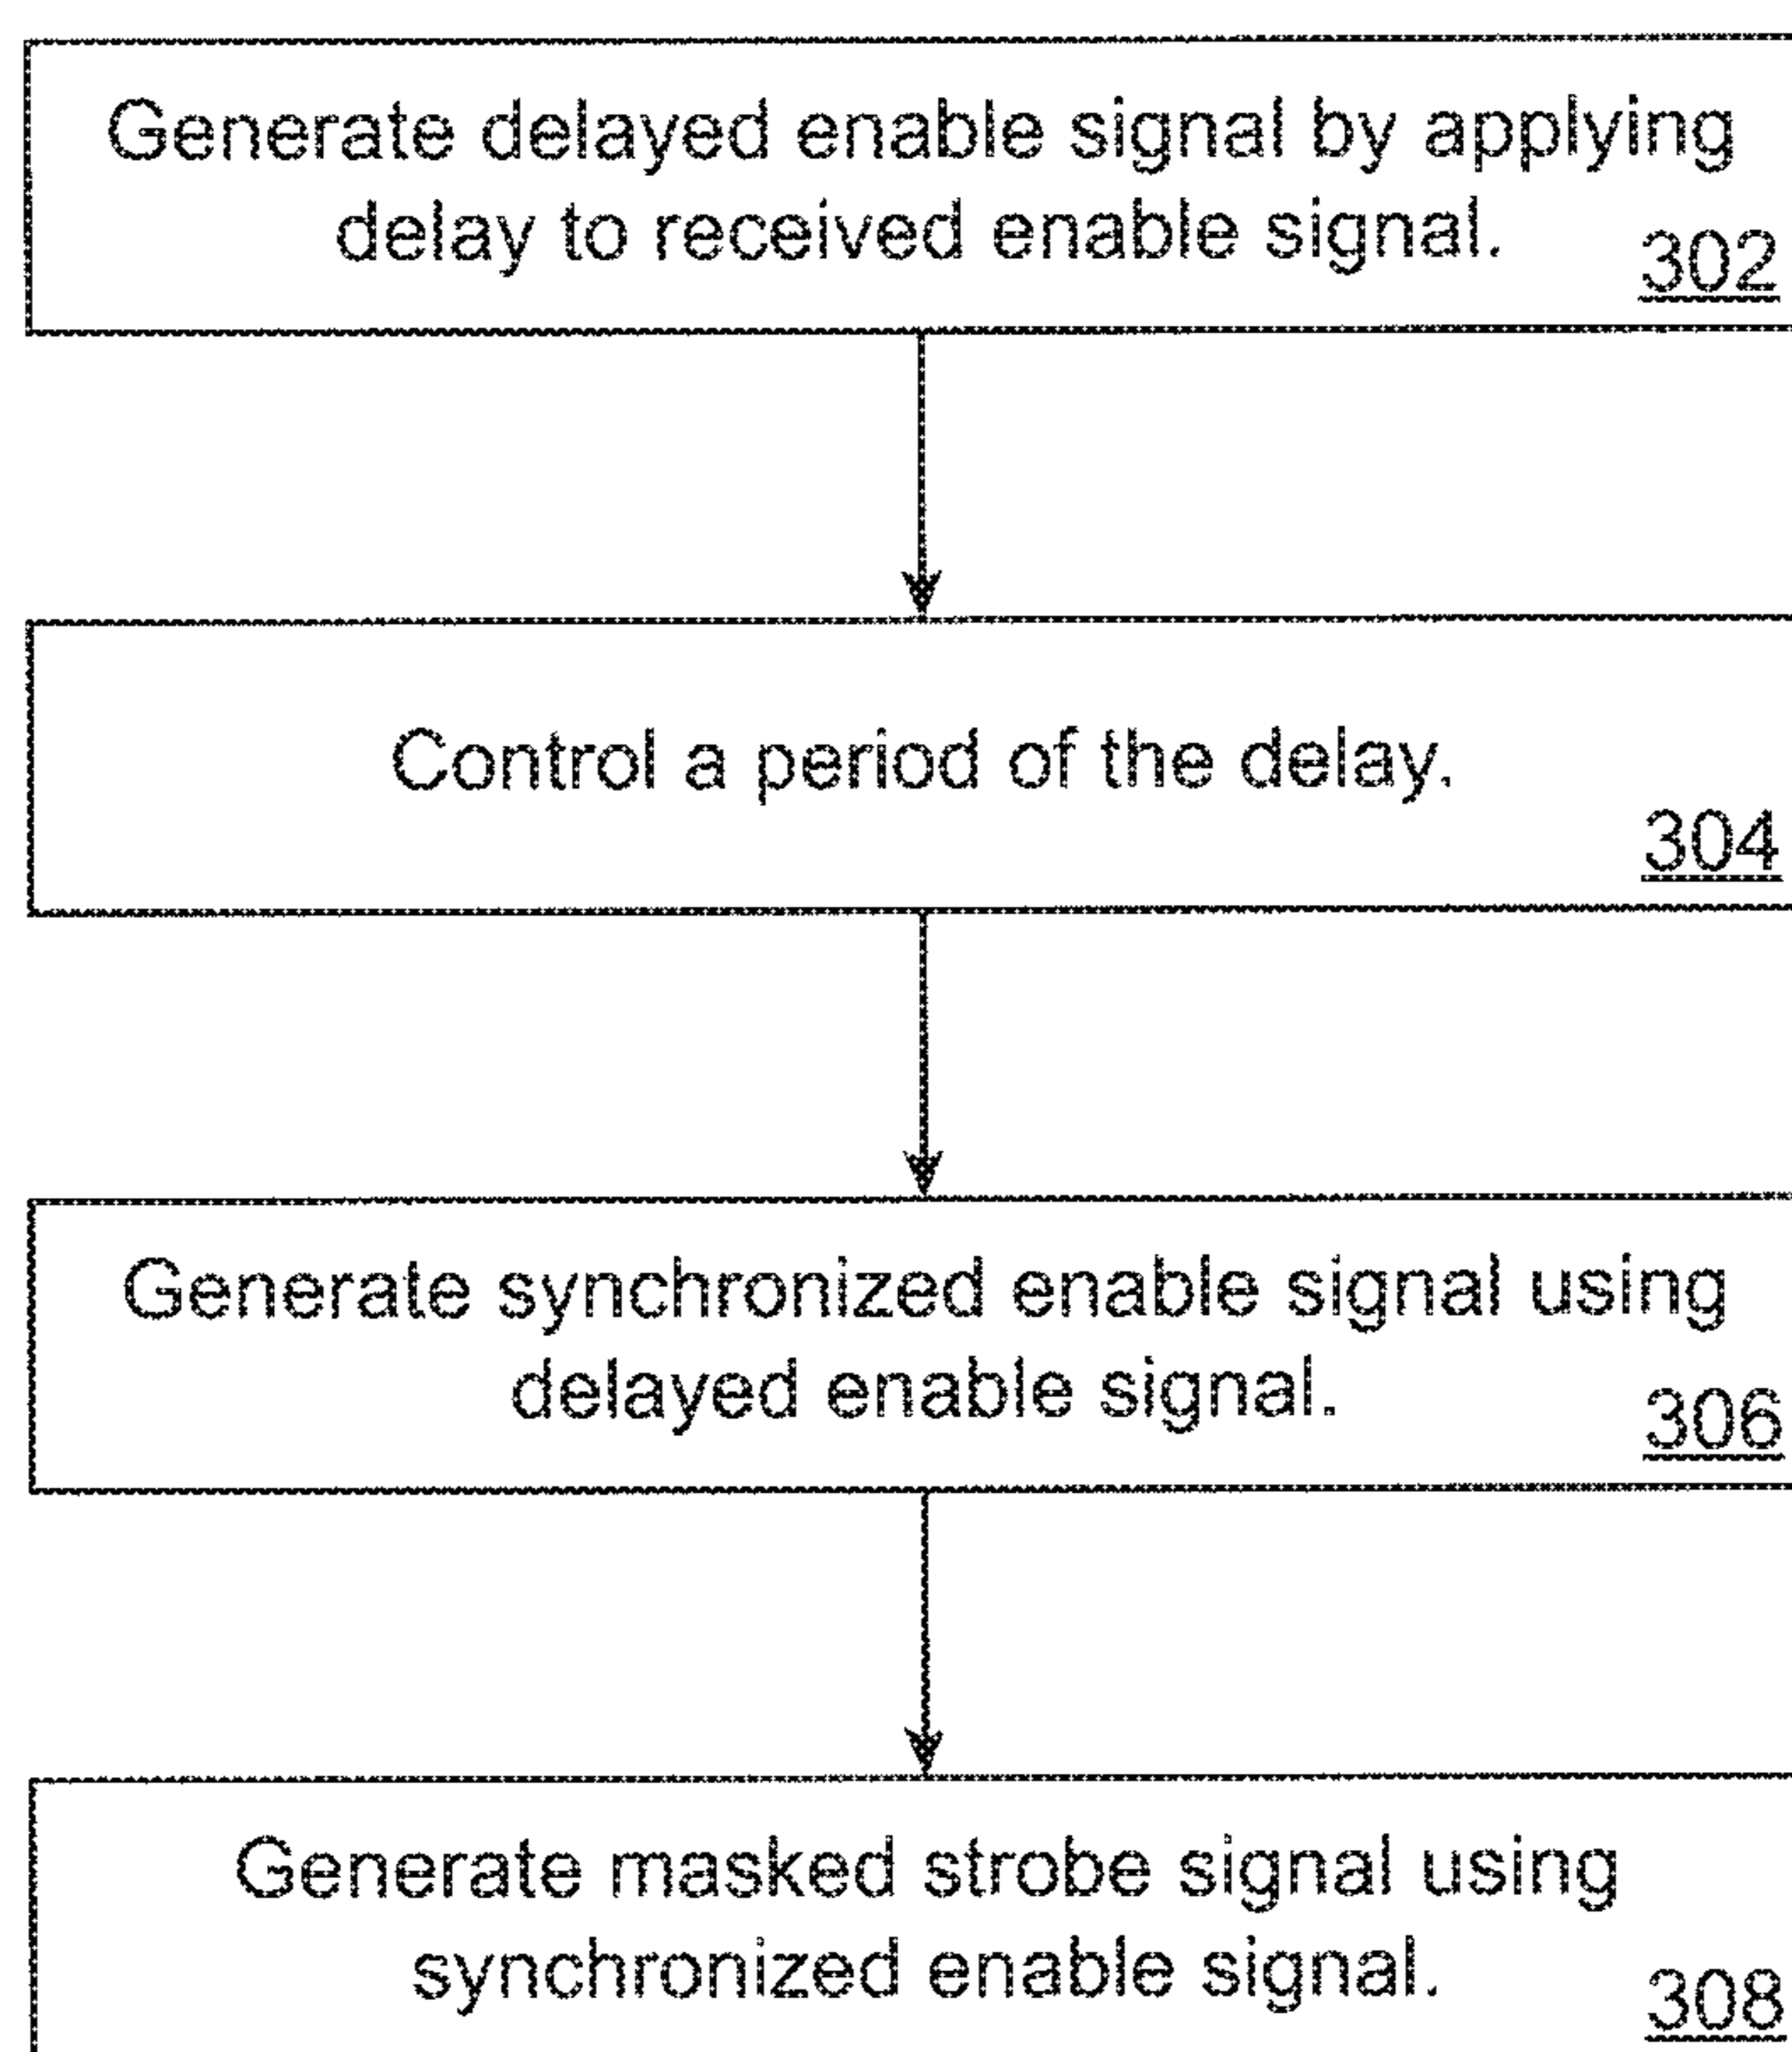 Generate delayed enable signal by applying
delay to received enable signal.
302
Control a period of the delay.
304
Generate synchronized enable signal using
delayed enable signal.
306
Generate masked strobe signal using
synchronized enable signal.
308